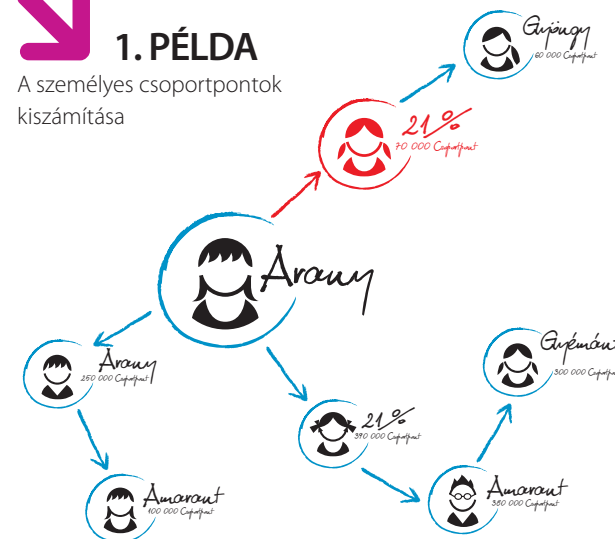 1. PÉLDA
A személyes csoportpontok
kiszámítása
Gyöngy
60 000 Csoportpont
21%
70 000 Csoportpont
Arany
Arany
250 000 Csoportpont
21%
390 000 Csoportpont
Gyémánt
300 000 Csoportpont
Amarant
100 000 Csoportpont
Amarant
380 000 Csoportpont